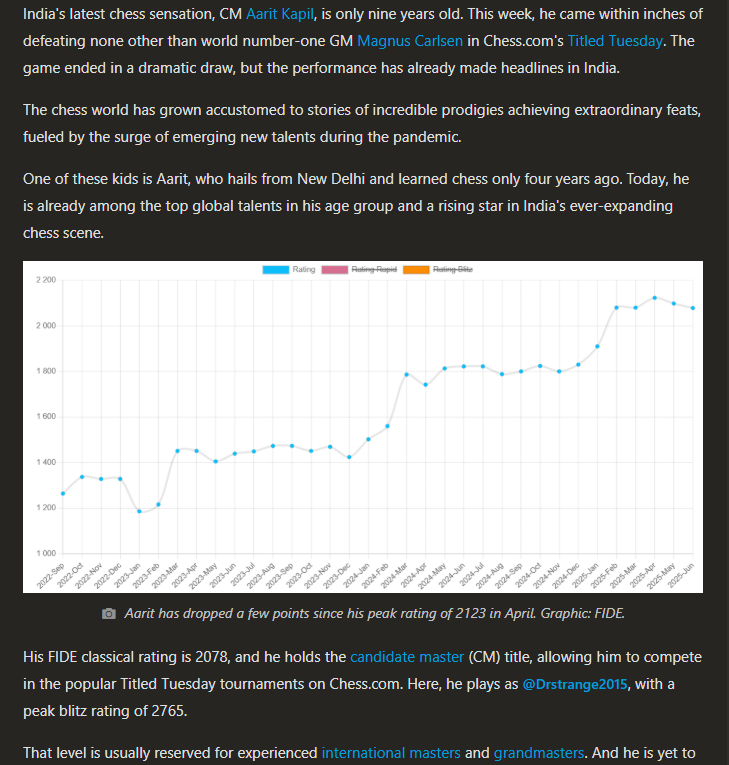 India's latest chess sensation, CM Aarit Kapil, is only nine years old. This week, he came within inches of
defeating none other than world number-one GM Magnus Carlsen in Chess.com's Titled Tuesday. The
game ended in a dramatic draw, but the performance has already made headlines in India.
The chess world has grown accustomed to stories of incredible prodigies achieving extraordinary feats,
fueled by the surge of emerging new talents during the pandemic.
One of these kids is Aarit, who hails from New Delhi and learned chess only four years ago. Today, he
is already among the top global talents in his age group and a rising star in India's ever-expanding
chess scene.
Rating Rating Rapid Rating Blitz
2 200
2 000
1 800
1 600
1 400
1 200
1 000
2022-Sep 2022-Oct 2022-Nov 2022-Dec 2023-Jan 2023-Feb 2023-Mar 2023-Apr 2023-May 2023-Jun 2023-Jul 2023-Aug 2023-Sep 2023-Oct 2023-Nov 2023-Dec 2024-Jan 2024-Feb 2024-Mar 2024-Apr 2024-May 2024-Jun 2024-Jul 2024-Aug 2024-Sep 2024-Oct 2024-Nov 2024-Dec 2025-Jan 2025-Feb 2025-Mar 2025-Apr 2025-May 2025-Jun
Aarit has dropped a few points since his peak rating of 2123 in April. Graphic: FIDE.
His FIDE classical rating is 2078, and he holds the candidate master (CM) title, allowing him to compete
in the popular Titled Tuesday tournaments on Chess.com. Here, he plays as @Drstrange2015, with a
peak blitz rating of 2765.
That level is usually reserved for experienced international masters and grandmasters. And he is yet to